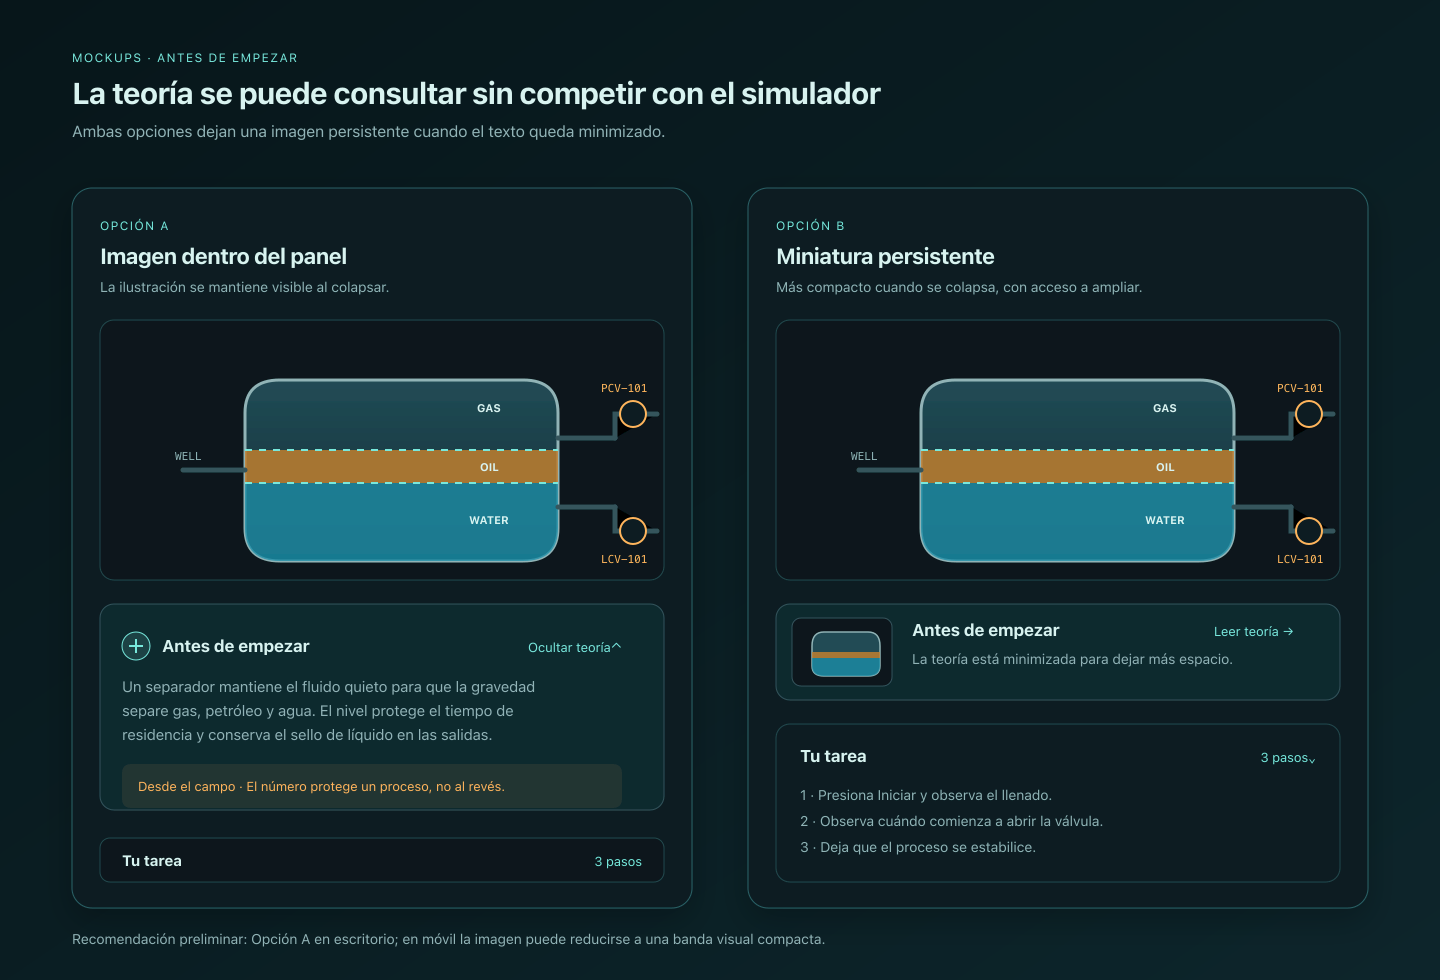 MOCKUPS · ANTES DE EMPEZAR
La teoría se puede consultar sin competir con el simulador
Ambas opciones dejan una imagen persistente cuando el texto queda minimizado.
OPCIÓN A
Imagen dentro del panel
La ilustración se mantiene visible al colapsar.
PCV-101
GAS
WELL
OIL
WATER
LCV-101
Antes de empezar
Ocultar teoría^
Un separador mantiene el fluido quieto para que la gravedad
separe gas, petróleo y agua. El nivel protege el tiempo de
residencia y conserva el sello de líquido en las salidas.
Desde el campo · El número protege un proceso, no al revés.
Tu tarea
3 pasos
OPCIÓN B
Miniatura persistente
Más compacto cuando se colapsa, con acceso a ampliar.
PCV-101
GAS
WELL
OIL
WATER
LCV-101
Antes de empezar
Leer teoría →
La teoría está minimizada para dejar más espacio.
Tu tarea
3 pasos⌄
1 · Presiona Iniciar y observa el llenado.
2 · Observa cuándo comienza a abrir la válvula.
3 · Deja que el proceso se estabilice.
Recomendación preliminar: Opción A en escritorio; en móvil la imagen puede reducirse a una banda visual compacta.